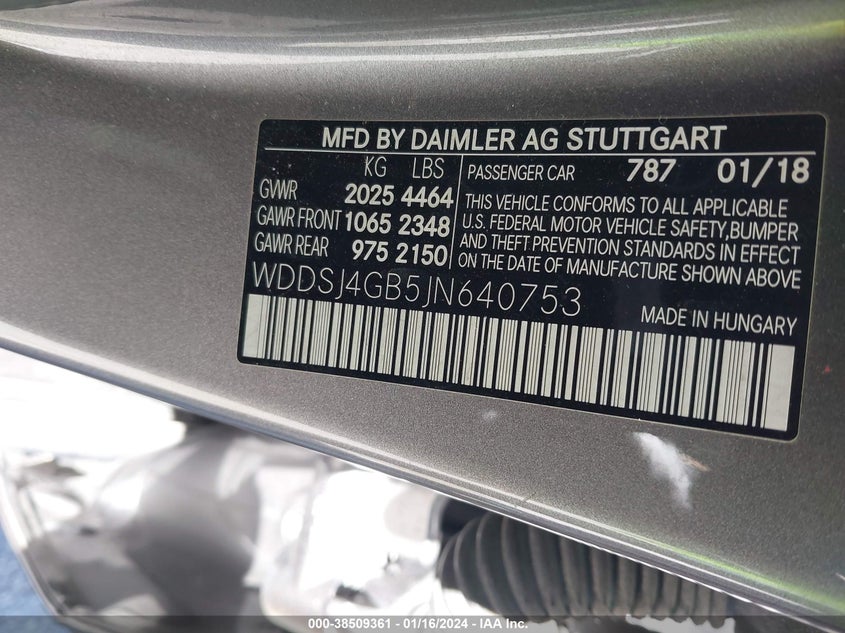 MFD BY DAIMLER AG STUTTGART
KG LBS
GVWR 2025 4464
GAWR FRONT 1065 2348
GAWR REAR 975 2150
PASSENGER CAR 787 01/18
THIS VEHICLE CONFORMS TO ALL APPLICABLE
U.S. FEDERAL MOTOR VEHICLE SAFETY,BUMPER
AND THEFT PREVENTION STANDARDS IN EFFECT
ON THE DATE OF MANUFACTURE SHOWN ABOVE
WDDSJ4GB5JN640753
MADE IN HUNGARY
000-38509361 - 01/16/2024 - IAA Inc.